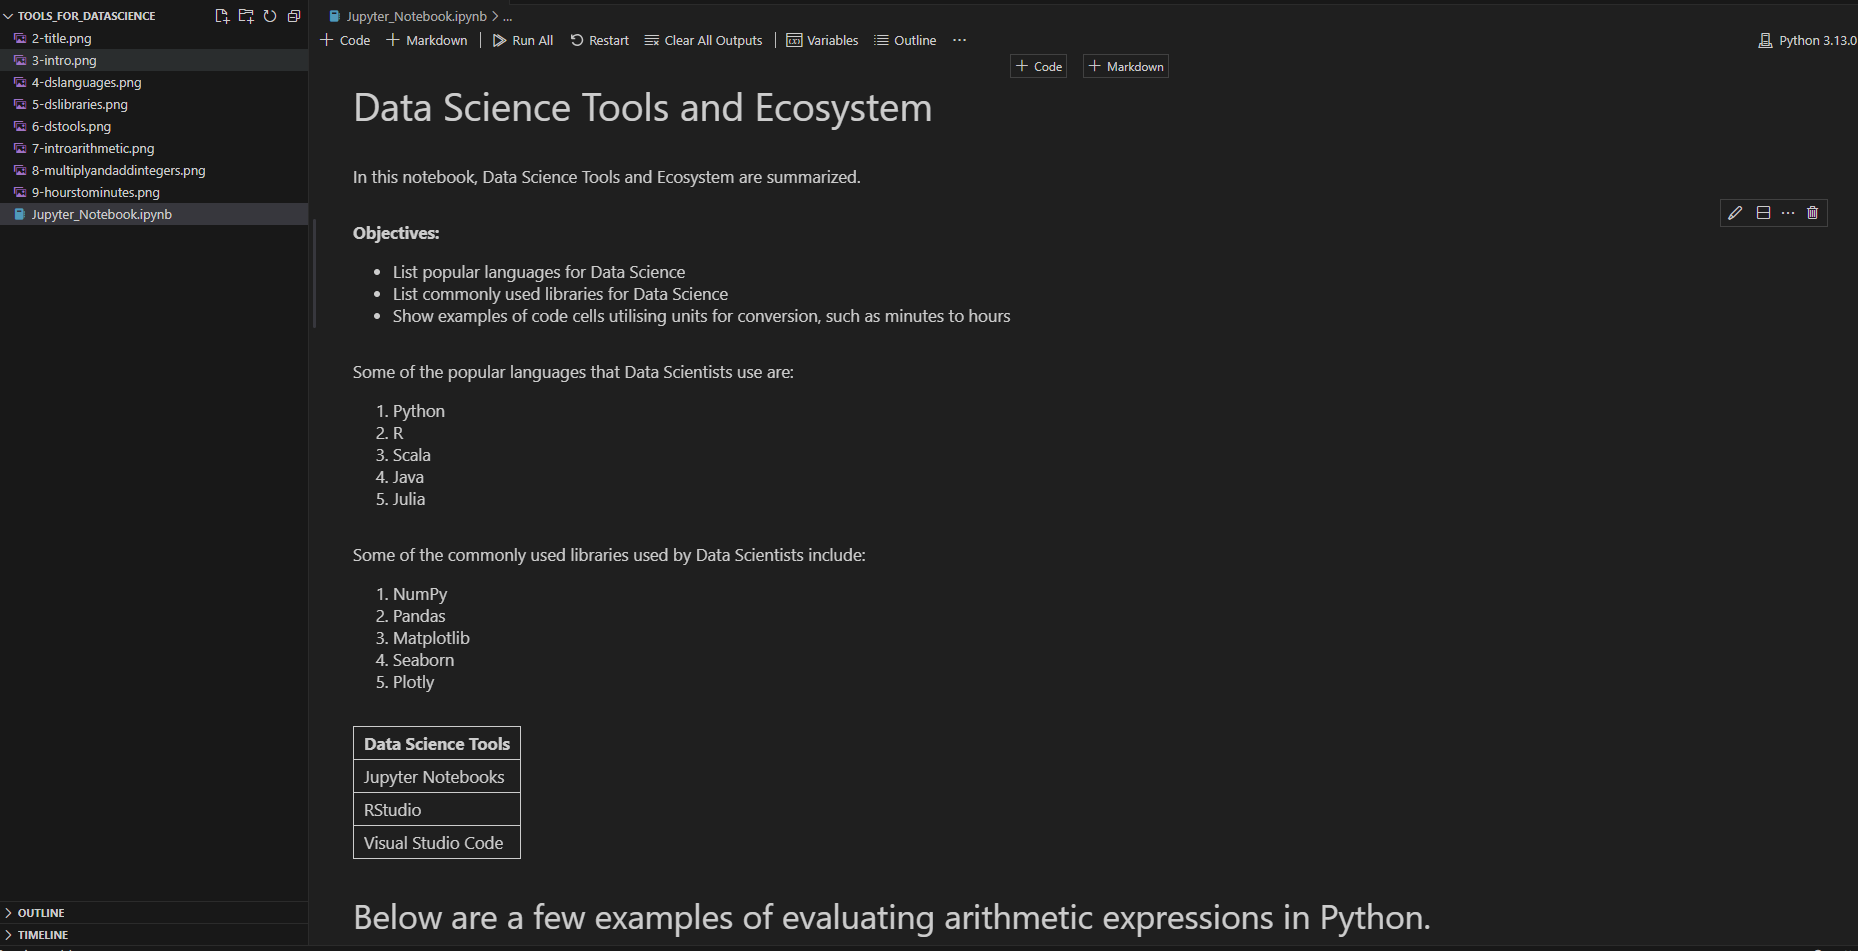 TOOLS_FOR_DATASCIENCE
2-title.png
3-intro.png
4-dslanguages.png
5-dslibraries.png
6-dstools.png
7-introarithmetic.png
8-multiplyandaddintegers.png
9-hourstominutes.png
Jupyter_Notebook.ipynb
OUTLINE
TIMELINE
Jupyter_Notebook.ipynb > ...
+ Code + Markdown | Run All Restart Clear All Outputs | Variables Outline ...
Python 3.13.0
+ Code + Markdown
Data Science Tools and Ecosystem
In this notebook, Data Science Tools and Ecosystem are summarized.
Objectives:
• List popular languages for Data Science
• List commonly used libraries for Data Science
• Show examples of code cells utilising units for conversion, such as minutes to hours
Some of the popular languages that Data Scientists use are:
1. Python
2. R
3. Scala
4. Java
5. Julia
Some of the commonly used libraries used by Data Scientists include:
1. NumPy
2. Pandas
3. Matplotlib
4. Seaborn
5. Plotly
Data Science Tools
Jupyter Notebooks
RStudio
Visual Studio Code
Below are a few examples of evaluating arithmetic expressions in Python.